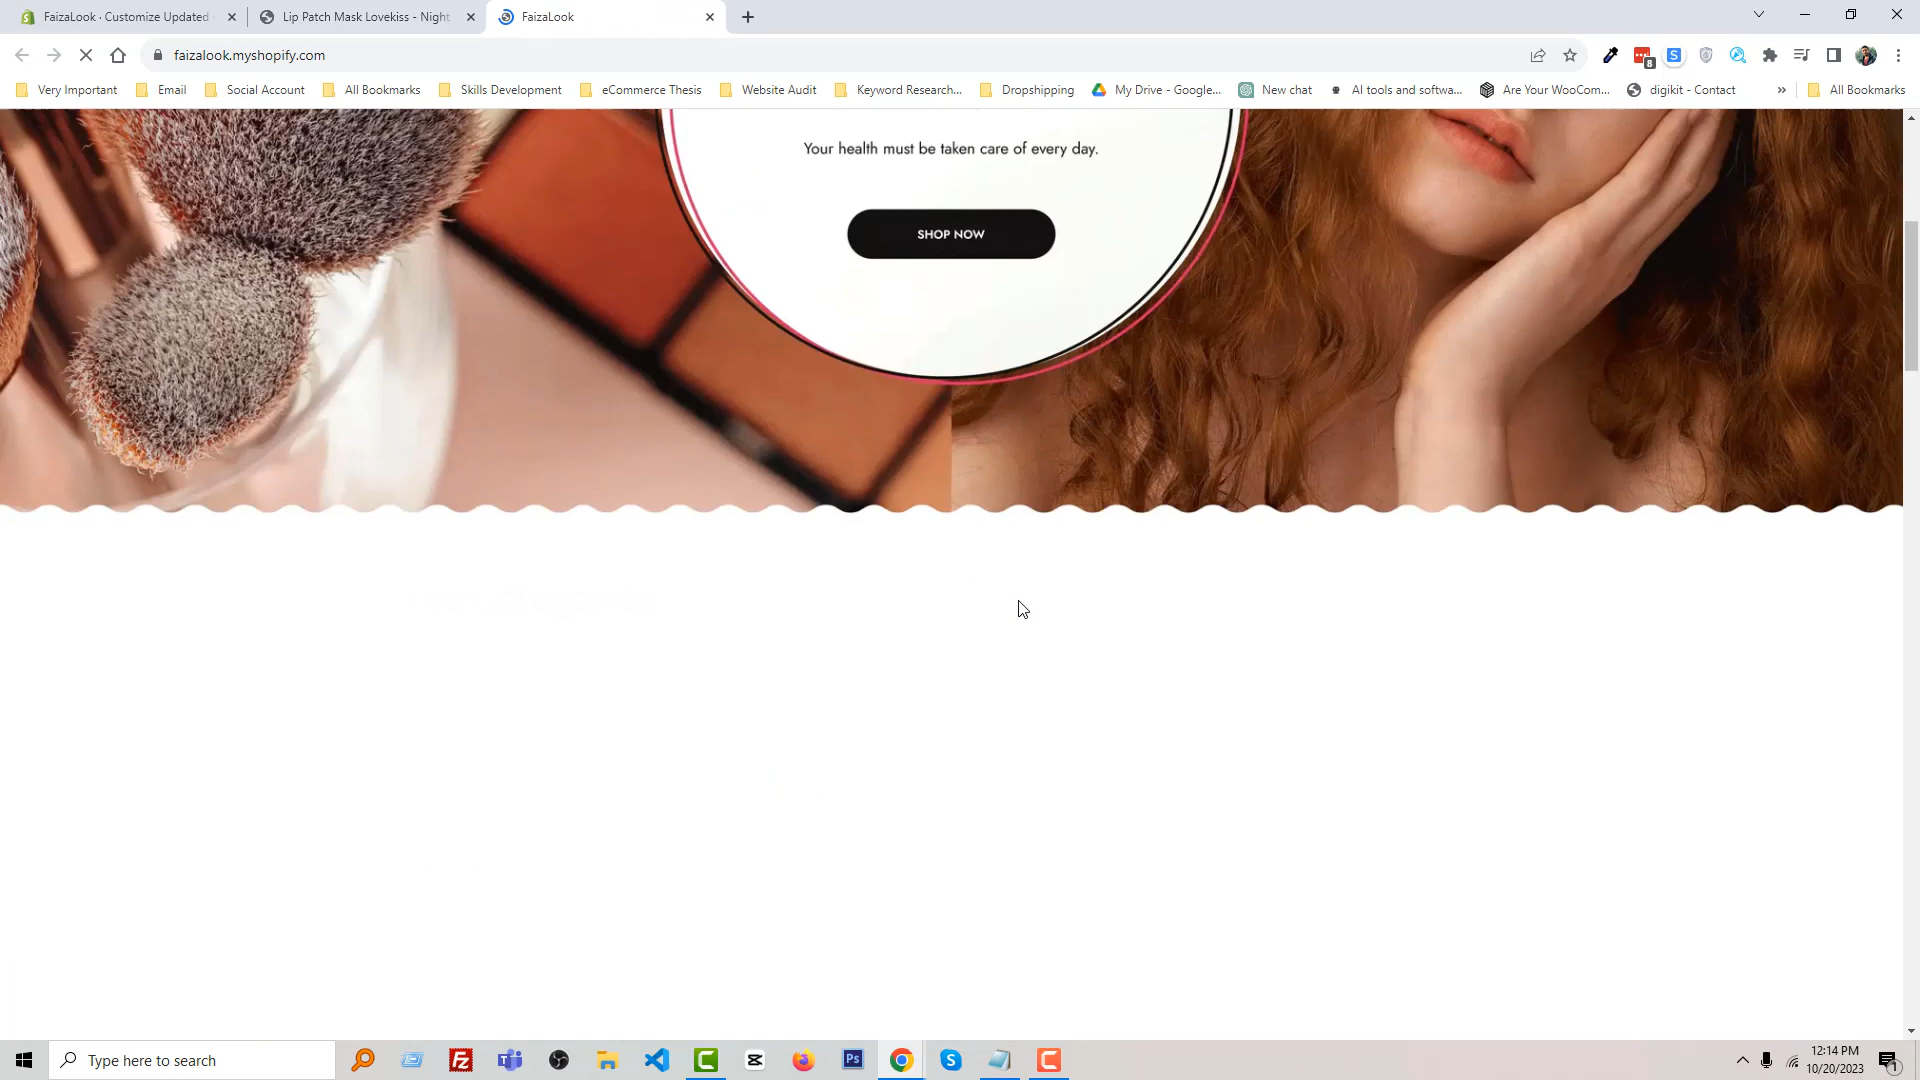 FaizaLook · Customize Updated
Lip Patch Mask Lovekiss - Night
FaizaLook
faizalook.myshopify.com
8
S
Very Important
Email
Social Account
All Bookmarks
Skills Development
eCommerce Thesis
Website Audit
Keyword Research...
Dropshipping
My Drive - Google...
New chat
AI tools and softwa...
Are Your WooCom...
digikit - Contact
»
All Bookmarks
Your health must be taken care of every day.
SHOP NOW
Type here to search
Ps
12:14 PM
10/20/2023
1